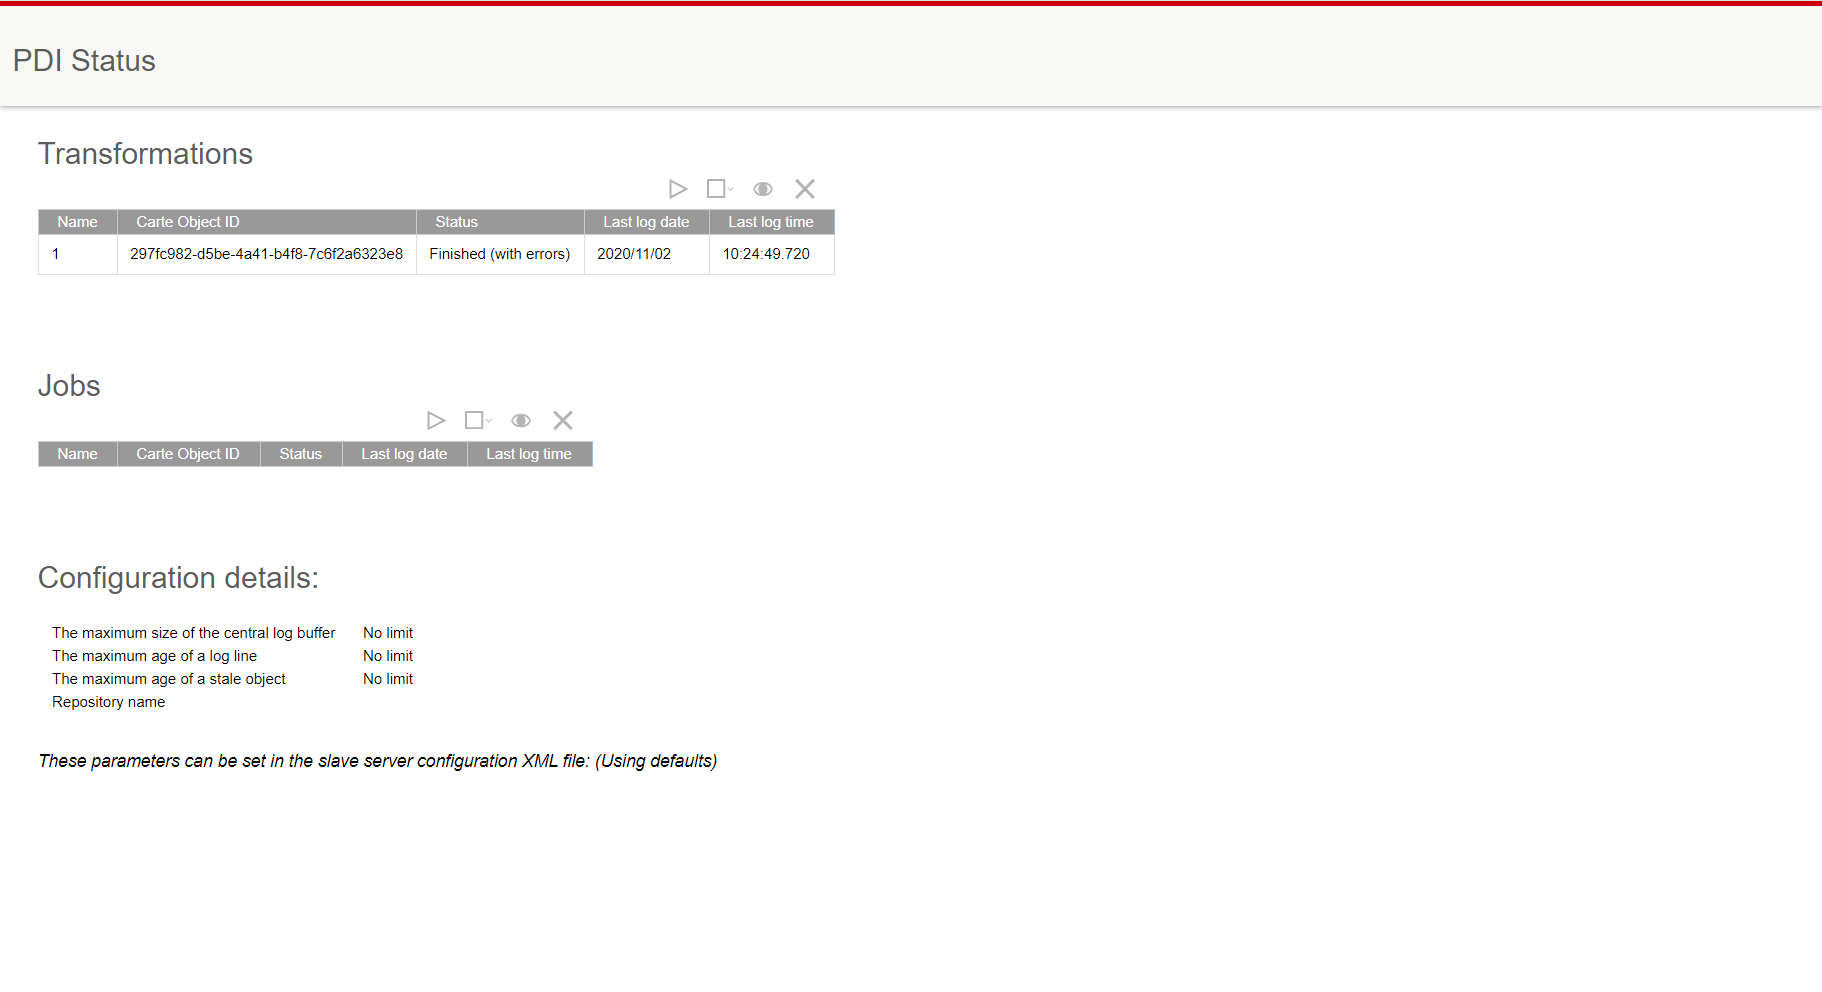 PDI Status
Transformations
Name Carte Object ID Status Last log date Last log time
1 297fc982-d5be-4a41-b4f8-7c6f2a6323e8 Finished (with errors) 2020/11/02 10:24:49.720
Jobs
Name Carte Object ID Status Last log date Last log time
Configuration details:
The maximum size of the central log buffer No limit
The maximum age of a log line No limit
The maximum age of a stale object No limit
Repository name
These parameters can be set in the slave server configuration XML file: (Using defaults)